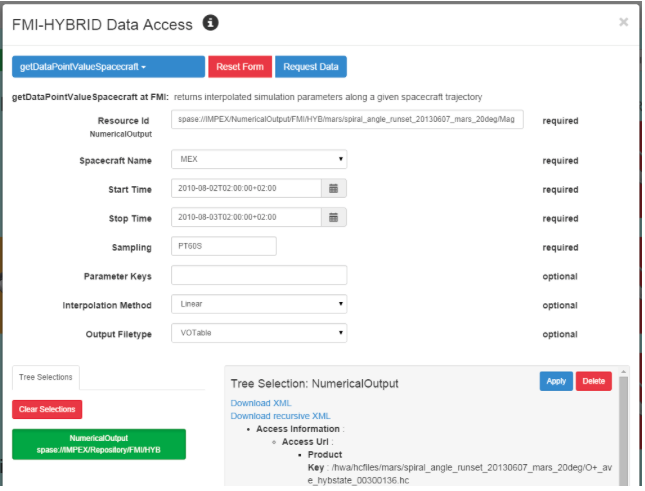 FMI-HYBRID Data Access
×
getDataPointValueSpacecraft
Reset Form
Request Data
getDataPointValueSpacecraft at FMI: returns interpolated simulation parameters along a given spacecraft trajectory
Resource Id
NumericalOutput
spase://IMPEX/NumericalOutput/FMI/HYB/mars/spiral_angle_runset_20130607_mars_20deg/Mag
required
Spacecraft Name
MEX
required
Start Time
2010-08-02T02:00:00+02:00
required
Stop Time
2010-08-03T02:00:00+02:00
required
Sampling
PT60S
required
Parameter Keys
optional
Interpolation Method
Linear
optional
Output Filetype
VOTable
optional
Tree Selections
Clear Selections
NumericalOutput
spase://IMPEX/Repository/FMI/HYB
Tree Selection: NumericalOutput
Apply
Delete
Download XML
Download recursive XML
Access Information :
Access Url :
Product
Key : /hwa/hcfiles/mars/spiral_angle_runset_20130607_mars_20deg/O+_av
e_hybstate_00300136.hc